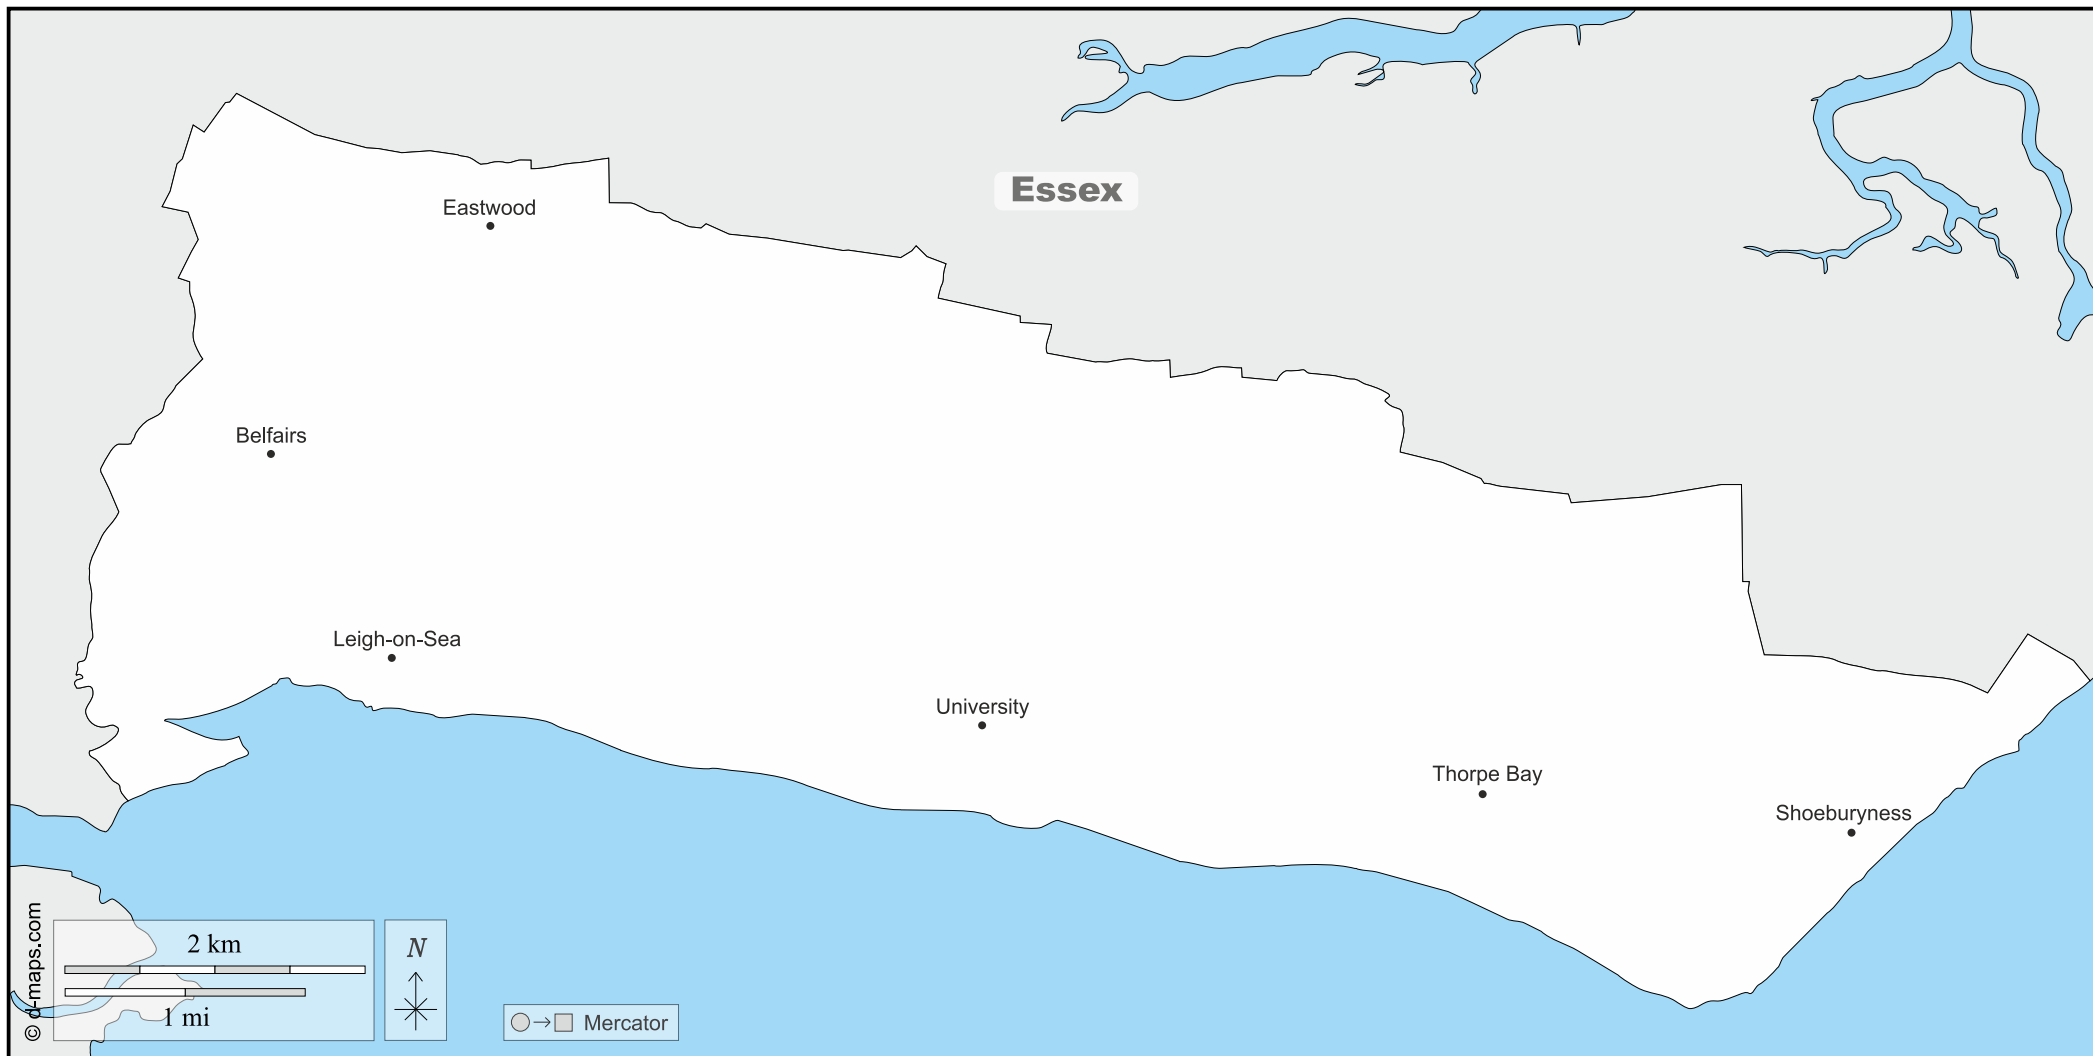 Essex
Eastwood
Belfairs
Leigh-on-Sea
University
Thorpe Bay
Shoeburyness
© d-maps.com
2 km
1 mi
N
Mercator